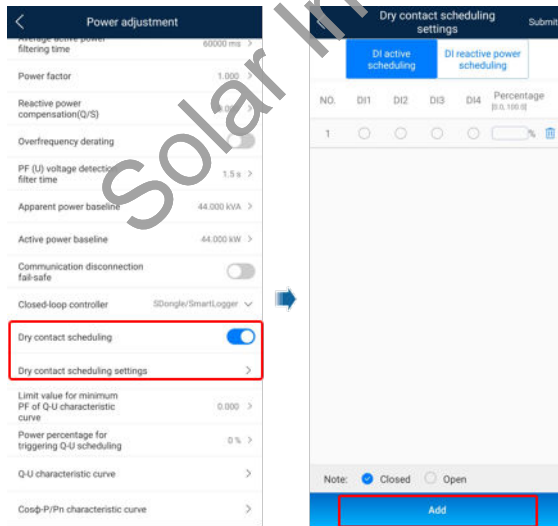 Power adjustment
Average active power
filtering time
60000 ms
Power factor
1.000
Reactive power
compensation(Q/S)
Overfrequency derating
PF (U) voltage detection
filter time
1.5 s
Apparent power baseline
44.000 kVA
Active power baseline
44.000 kW
Communication disconnection
fail-safe
Closed-loop controller
SDongle/SmartLogger
Dry contact scheduling
Dry contact scheduling settings
Limit value for minimum
PF of Q-U characteristic
curve
0.000
Power percentage for
triggering Q-U scheduling
0 %
Q-U characteristic curve
Cosф-P/Pn characteristic curve
Dry contact scheduling
settings
Submit
DI active
scheduling
DI reactive power
scheduling
NO. DI1 DI2 DI3 DI4 Percentage
[0.0, 100.0]
1
%
Note: Closed Open
Add
Solar In